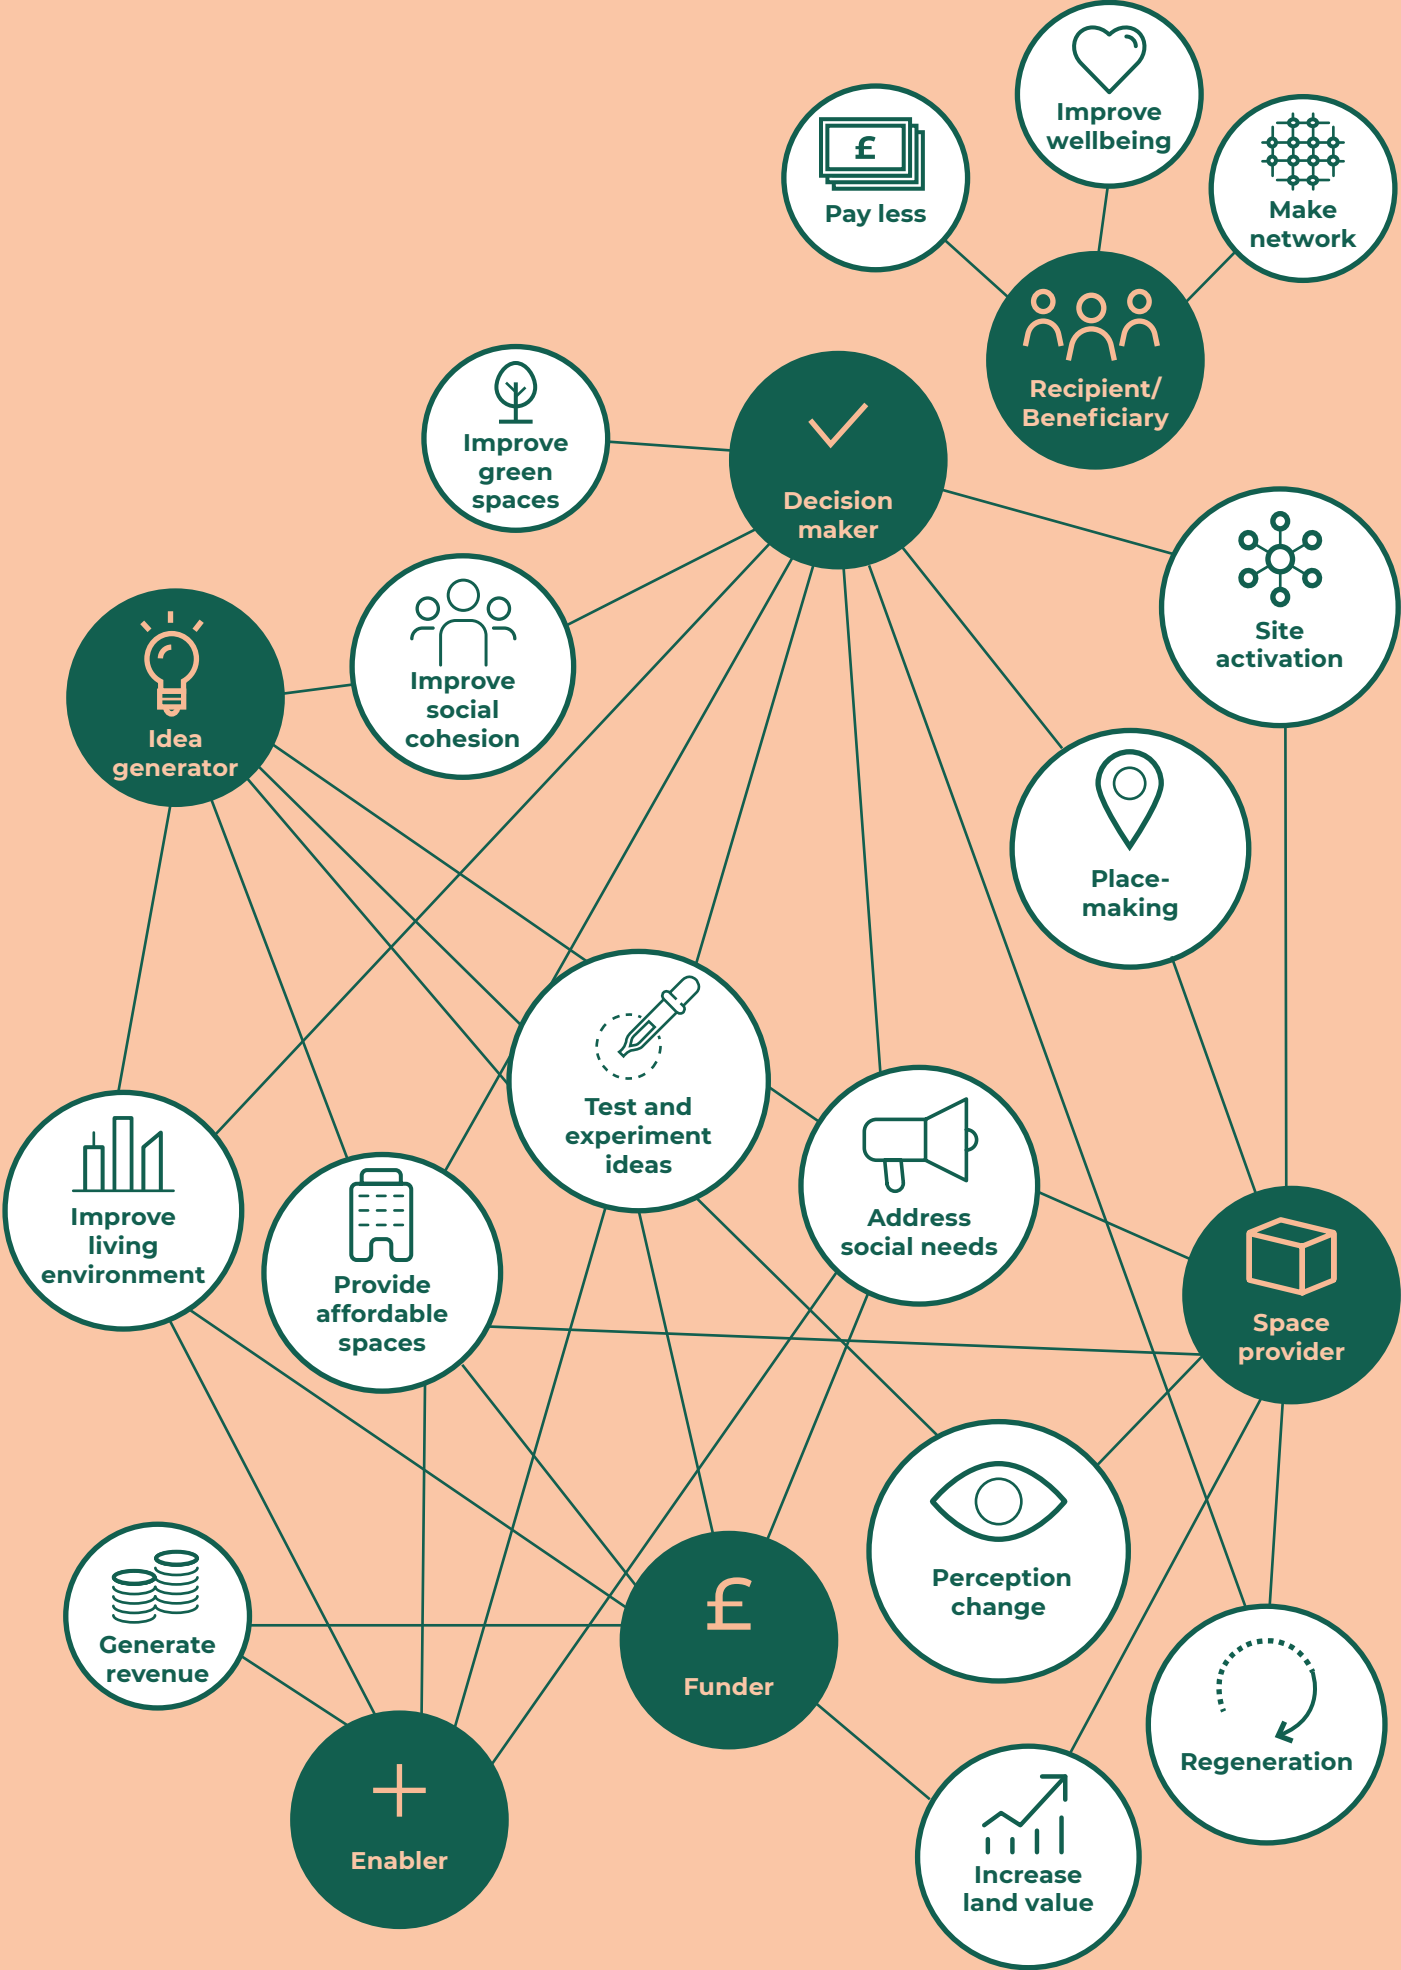 Improve
wellbeing
£
Pay less
Make
network
Recipient/
Beneficiary
Improve
green
spaces
Decision
maker
Site
activation
Improve
social
cohesion
Idea
generator
Place-
making
Test and
experiment
ideas
Address
social needs
Improve
living
environment
Provide
affordable
spaces
Space
provider
Perception
change
Generate
revenue
£
Funder
Regeneration
Enabler
Increase
land value